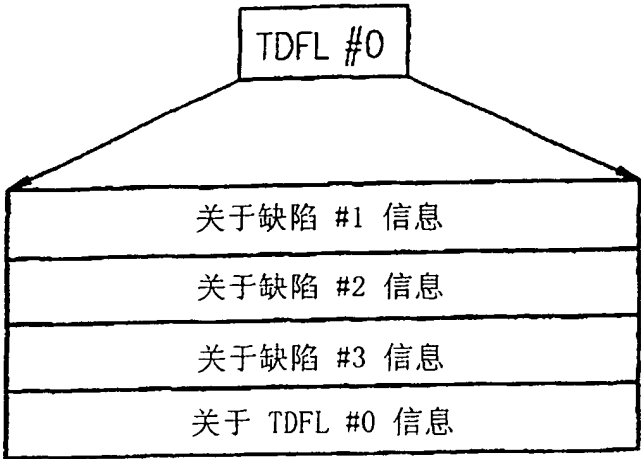 TDFL #0
关于缺陷 #1 信息
关于缺陷 #2 信息
关于缺陷 #3 信息
关于 TDFL #0 信息